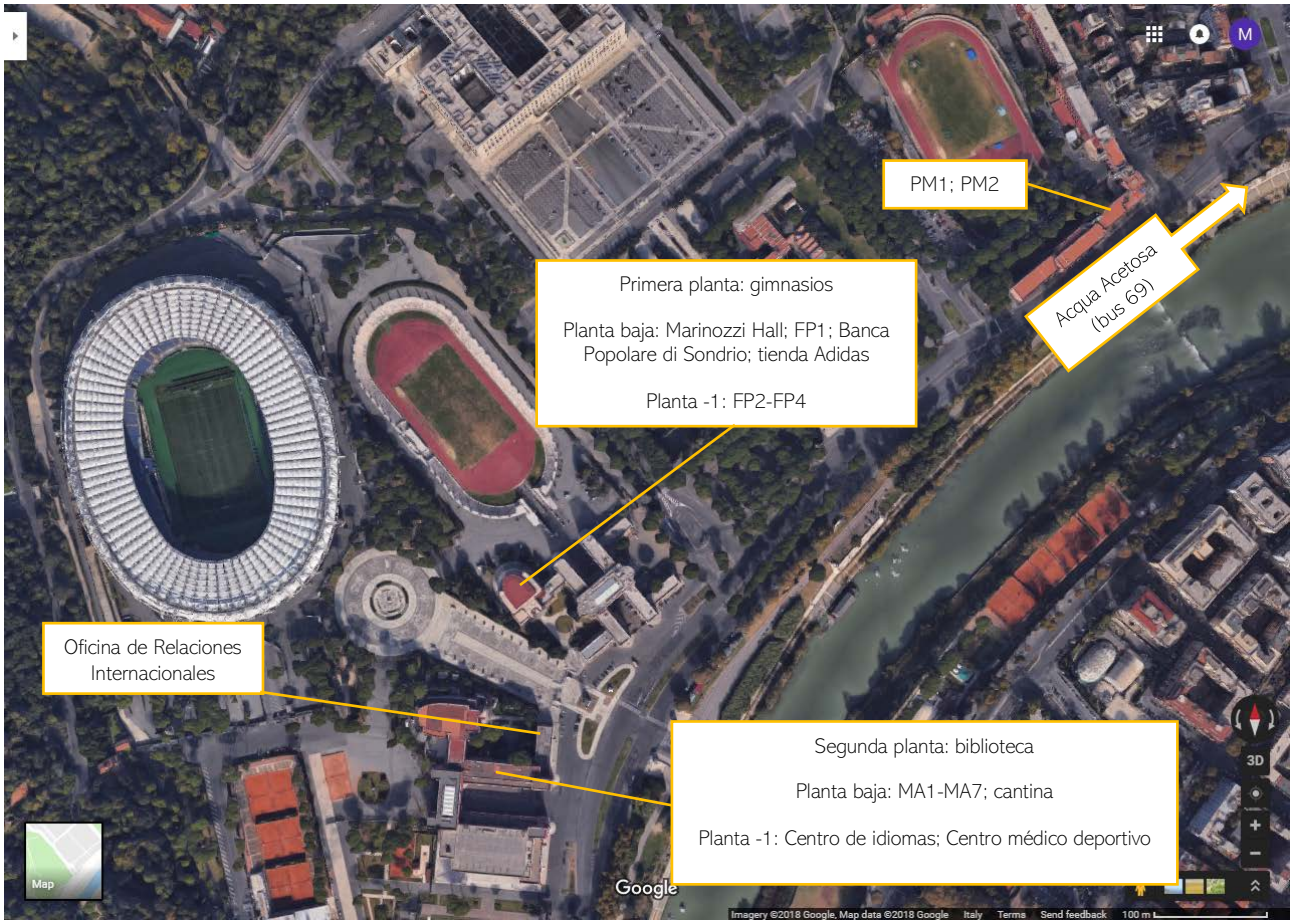 M
PM1; PM2
Acqua Acetosa
(bus 69)
Primera planta: gimnasios
Planta baja: Marinozzi Hall; FP1; Banca
Popolare di Sondrio; tienda Adidas
Planta -1: FP2-FP4
Oficina de Relaciones
Internacionales
Segunda planta: biblioteca
Planta baja: MA1-MA7; cantina
Planta -1: Centro de idiomas; Centro médico deportivo
3D
+
−
Map
Google
Imagery ©2018 Google, Map data ©2018 Google Italy Terms Send feedback 100 m